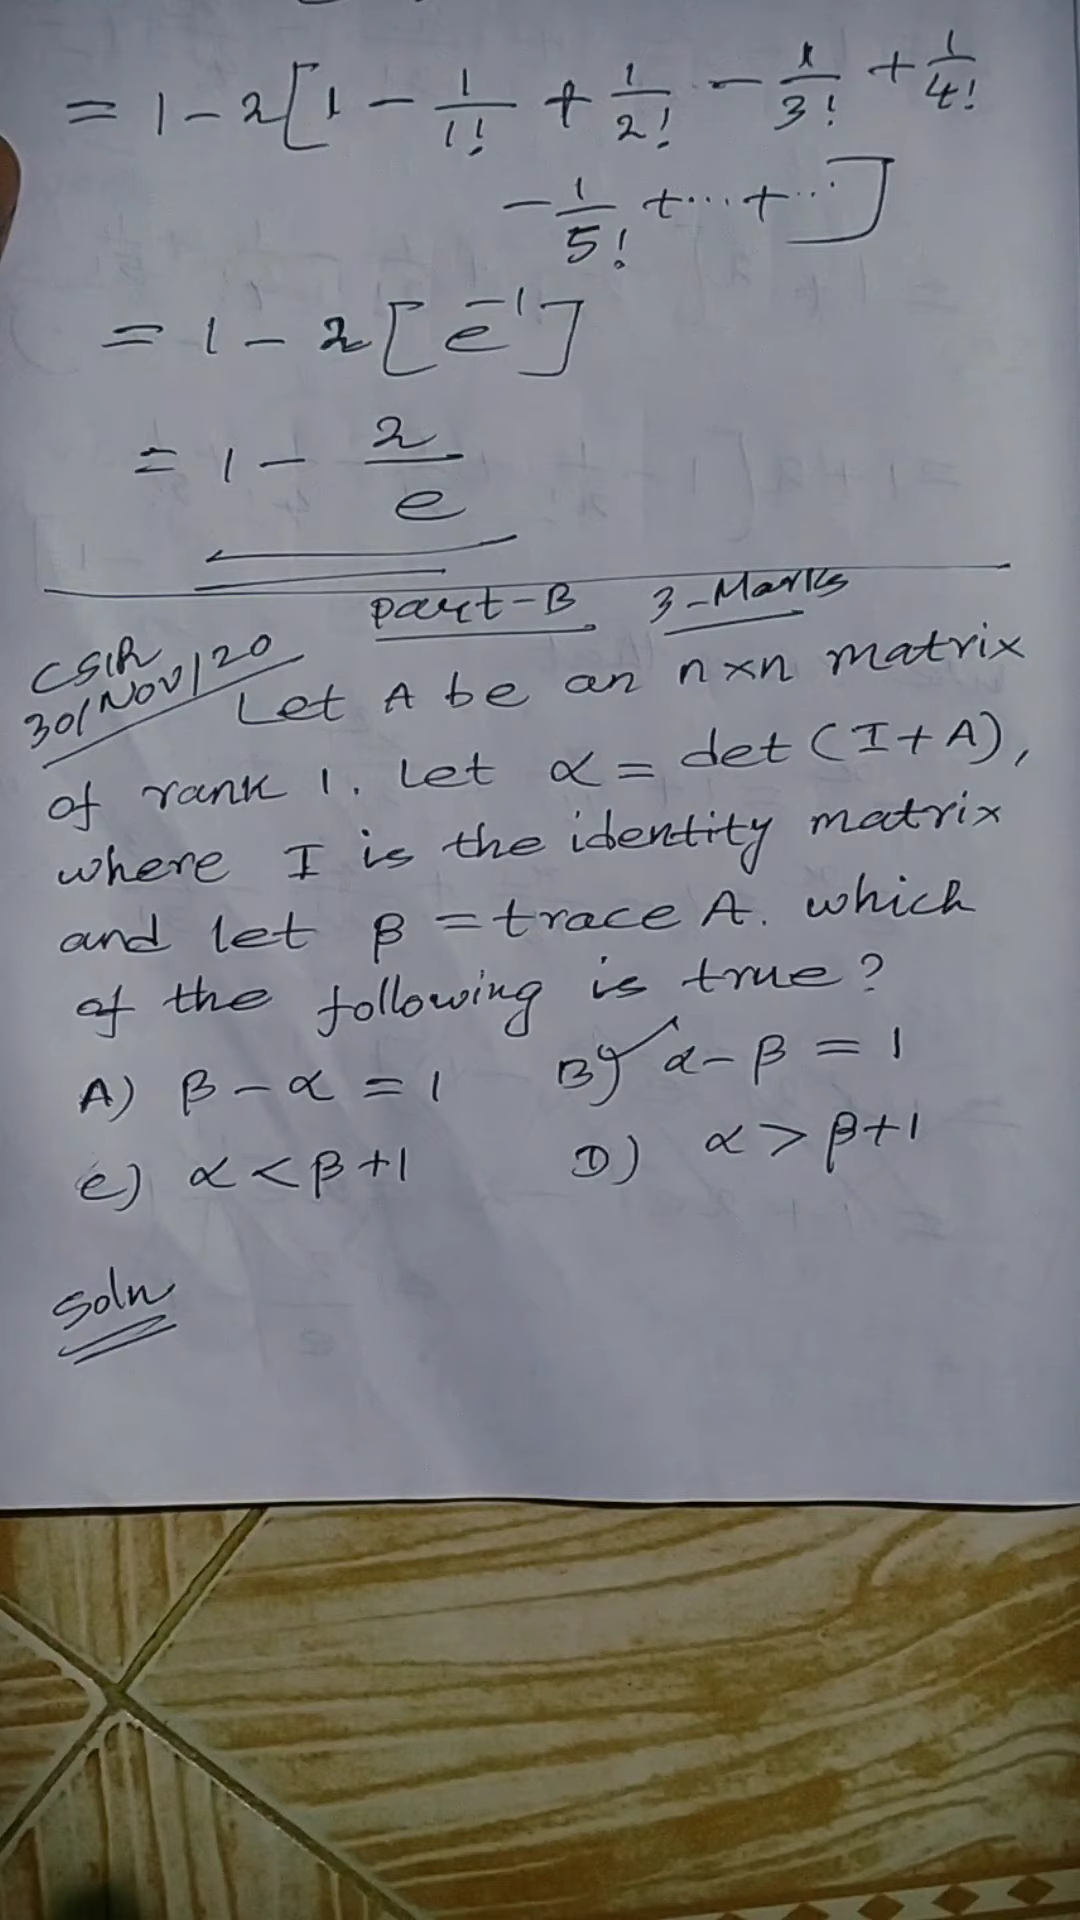 = 1 - 2[1 - 1/1! + 1/2! - 1/3! + 1/4!
- 1/5! + ... + ...]
= 1 - 2[e⁻¹]
= 1 - 2/e
Part-B 3-Marks
CSIR
30/Nov/20
Let A be an n×n matrix
of rank 1. Let α = det (I + A),
where I is the identity matrix
and let β = trace A. which
of the following is true?
A) β - α = 1 B) α - β = 1
C) α < β + 1 D) α > β + 1
Soln